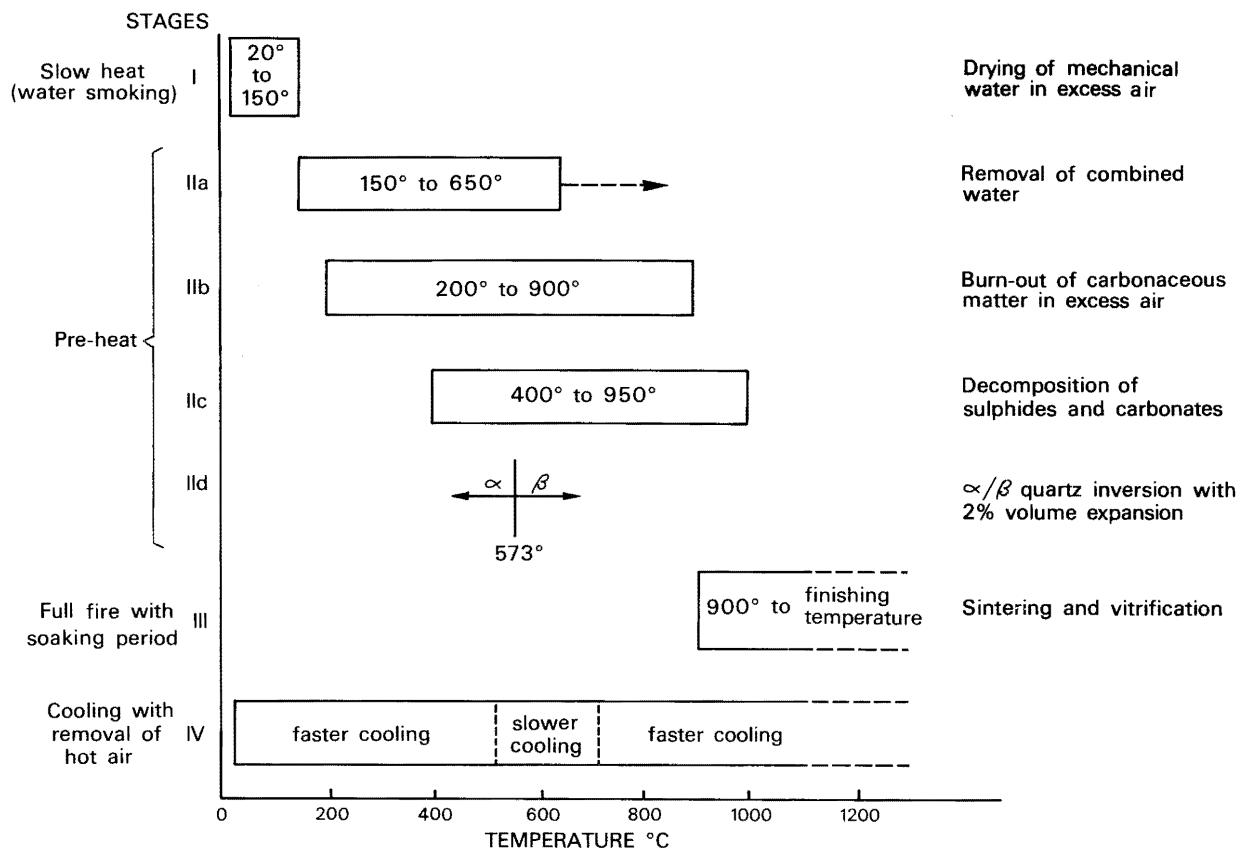 STAGES
Slow heat
(water smoking)
I
20°
to
150°
Drying of mechanical
water in excess air
Pre-heat
IIa
150° to 650°
Removal of combined
water
IIb
200° to 900°
Burn-out of carbonaceous
matter in excess air
IIc
400° to 950°
Decomposition of
sulphides and carbonates
IId
α β
573°
α/β quartz inversion with
2% volume expansion
Full fire with
soaking period
III
900° to finishing
temperature
Sintering and vitrification
Cooling with
removal of
hot air
IV
faster cooling
slower
cooling
faster cooling
0 200 400 600 800 1000 1200
TEMPERATURE °C